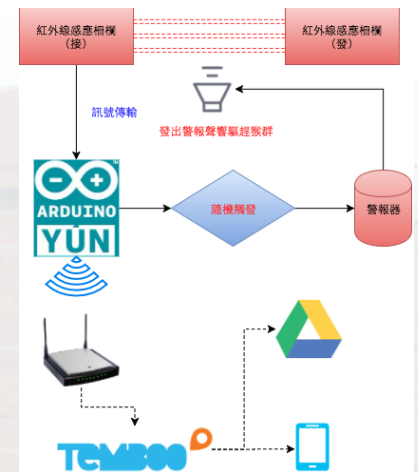 紅外線感應柵欄
(接)
紅外線感應柵欄
(發)
訊號傳輸
發出警報聲響驅趕猴群
ARDUINO
YÚN
TM
隨機觸發
警報器
TEMBOO